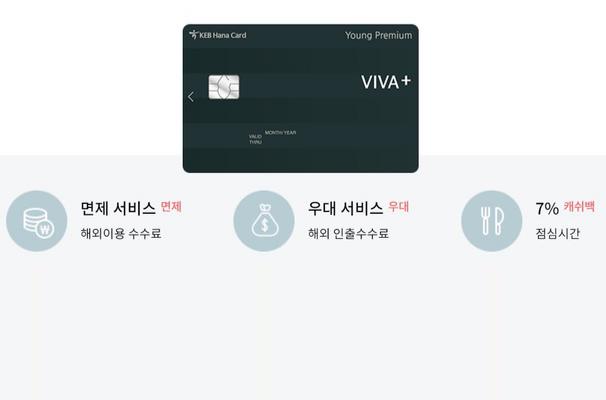 KEB Hana Card
Young Premium
VIVA+
MONTH/YEAR
VALID
THRU
면제 서비스 면제
해외이용 수수료
우대 서비스 우대
해외 인출수수료
7% 캐쉬백
점심시간